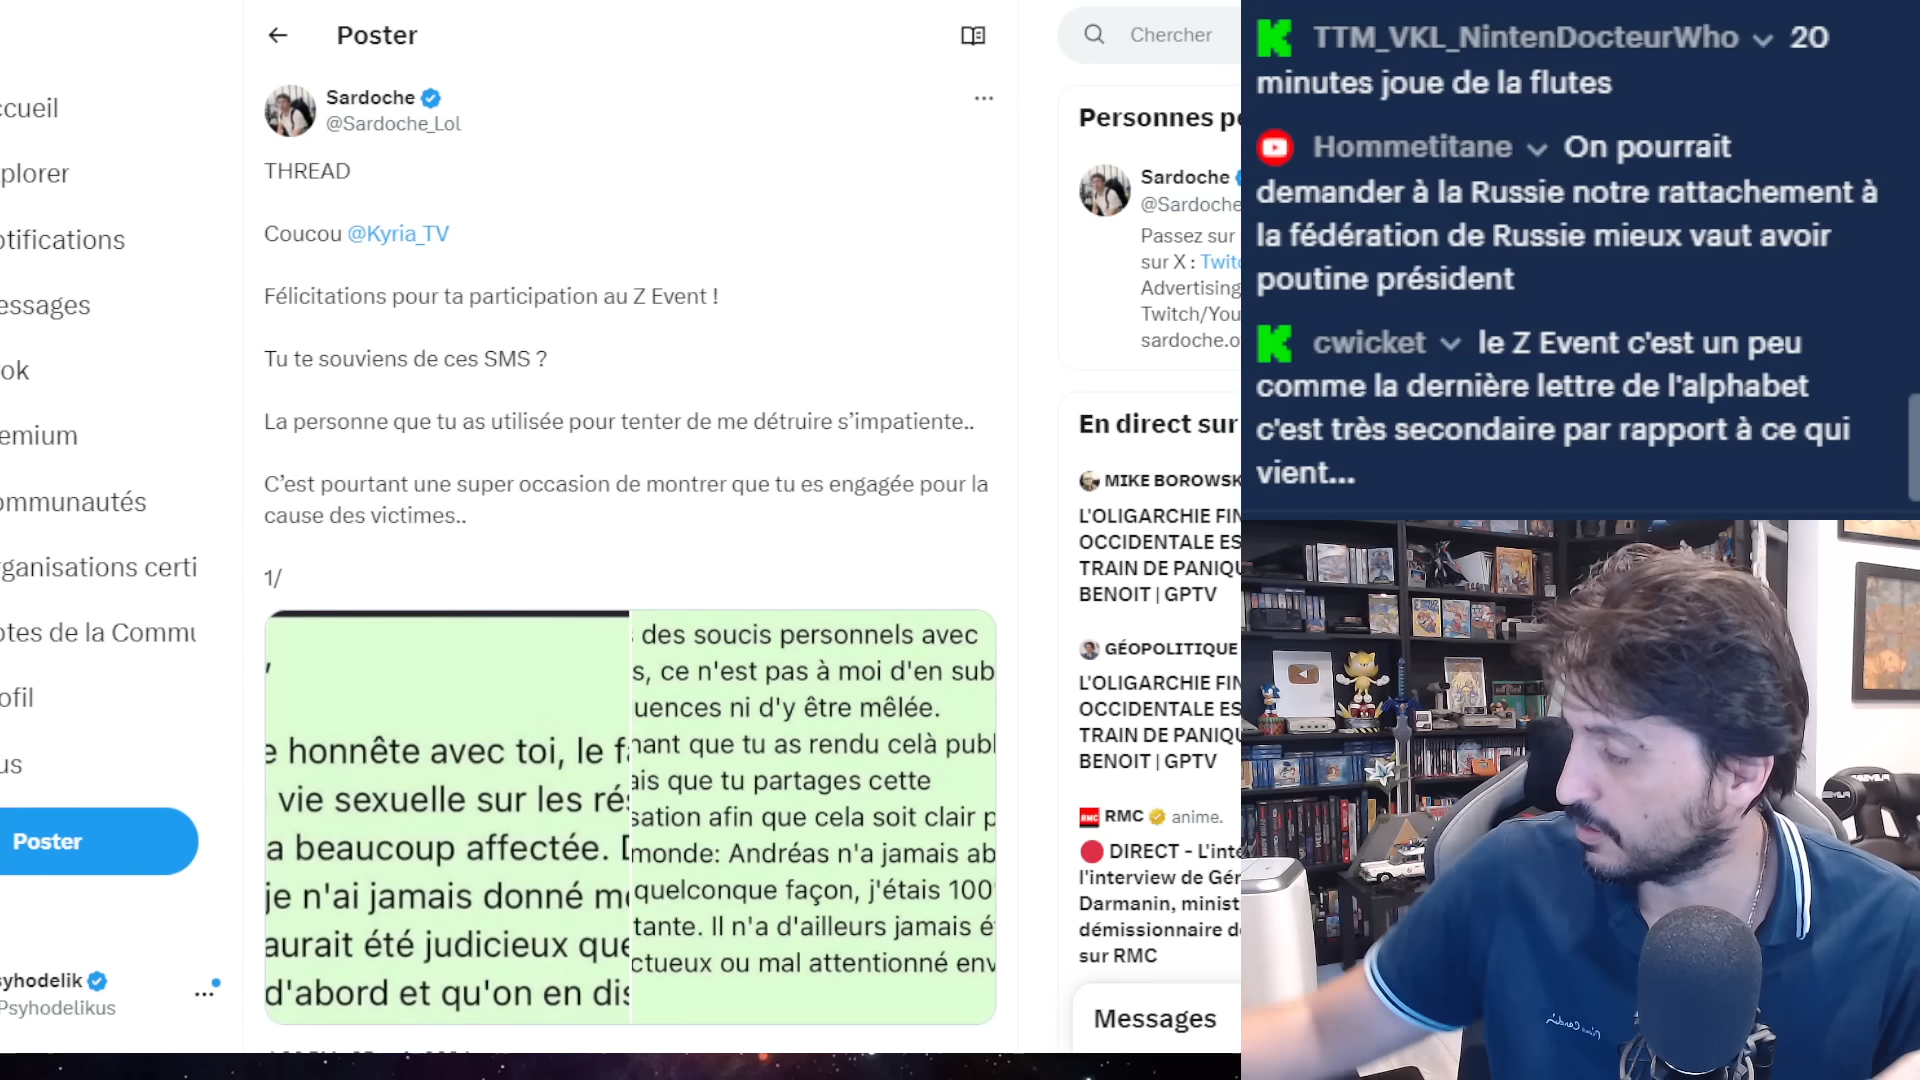 ccueil
plorer
otifications
essages
ok
emium
ommunautés
rganisations certi
otes de la Commu
ofil
us
Poster
syhodelik
Psyhodelikus
Poster
Sardoche
@Sardoche_Lol
THREAD
Coucou @Kyria_TV
Félicitations pour ta participation au Z Event !
Tu te souviens de ces SMS ?
La personne que tu as utilisée pour tenter de me détruire s’impatiente..
C’est pourtant une super occasion de montrer que tu es engagée pour la
cause des victimes..
1/
e honnête avec toi, le f
vie sexuelle sur les rés
a beaucoup affectée. D
je n'ai jamais donné mo
aurait été judicieux que
d'abord et qu'on en dis
des soucis personnels avec
s, ce n'est pas à moi d'en sub
uences ni d'y être mêlée.
nant que tu as rendu celà publ
ais que tu partages cette
sation afin que cela soit clair p
monde: Andréas n'a jamais ab
quelconque façon, j'étais 100
tante. Il n'a d'ailleurs jamais é
ctueux ou mal attentionné env
Chercher
Personnes pe
Sardoche
@Sardoche
Passez sur
sur X : Twitc
Advertising
Twitch/You
sardoche.o
En direct sur
MIKE BOROWSK
L'OLIGARCHIE FIN
OCCIDENTALE ES
TRAIN DE PANIQU
BENOIT | GPTV
GÉOPOLITIQUE
L'OLIGARCHIE FIN
OCCIDENTALE ES
TRAIN DE PANIQU
BENOIT | GPTV
RMC RMC anime.
DIRECT - L'inte
l'interview de Gér
Darmanin, minist
démissionnaire d
sur RMC
Messages
TTM_VKL_NintenDocteurWho 20
minutes joue de la flutes
Hommetitane On pourrait
demander à la Russie notre rattachement à
la fédération de Russie mieux vaut avoir
poutine président
cwicket le Z Event c'est un peu
comme la dernière lettre de l'alphabet
c'est très secondaire par rapport à ce qui
vient...